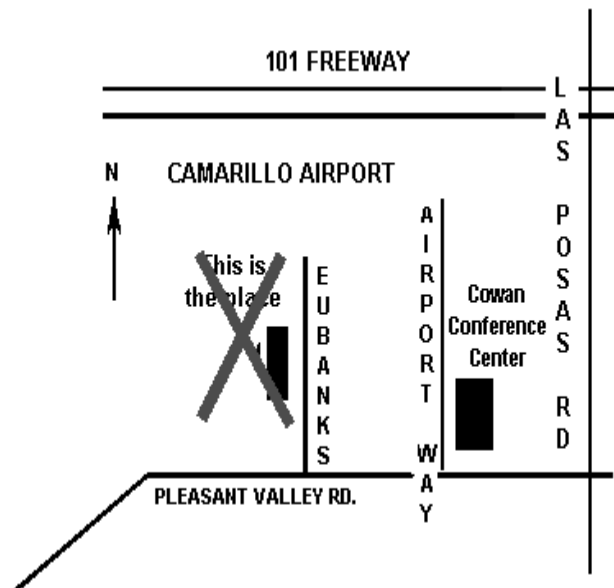 101 FREEWAY
LAS POSAS RD
N
CAMARILLO AIRPORT
This is
the place
EUBANKS
AIRPORT WAY
Cowan
Conference
Center
PLEASANT VALLEY RD.